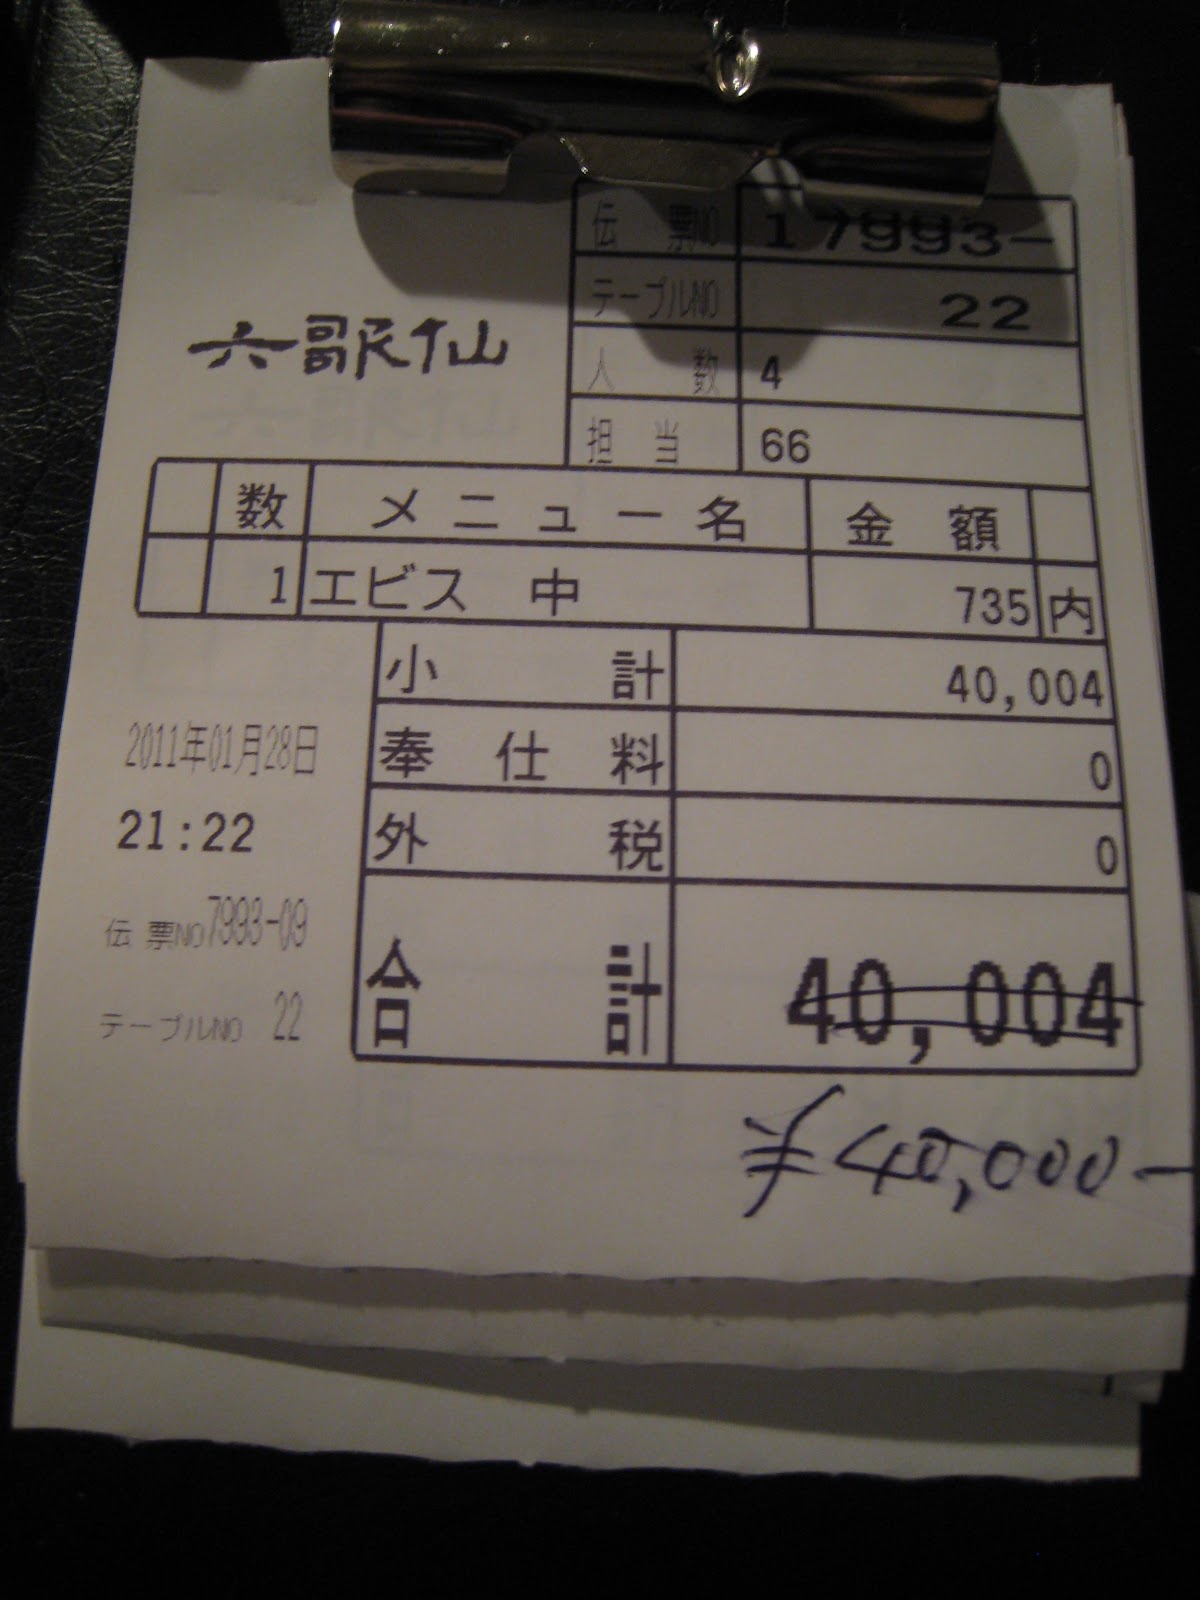 伝票NO 17993-
テーブルNO 22
六歌仙
人数 4
担当 66
数 メニュー名 金額
1 エビス 中 735 内
小計 40,004
奉仕料 0
2011年01月28日
外税 0
21:22
伝票NO7993-09
合計 40,004
テーブルNO 22
¥40,000-